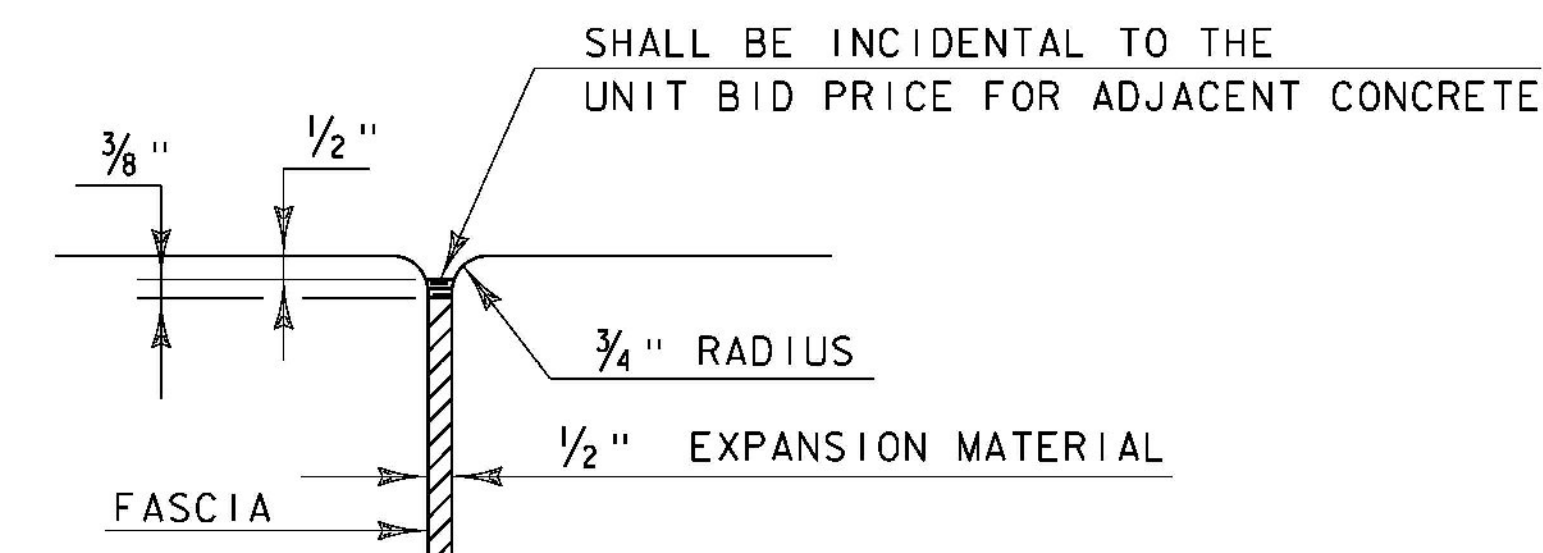 SHALL BE INCIDENTAL TO THE
UNIT BID PRICE FOR ADJACENT CONCRETE
3/8"
1/2"
3/4" RADIUS
1/2" EXPANSION MATERIAL
FASCIA